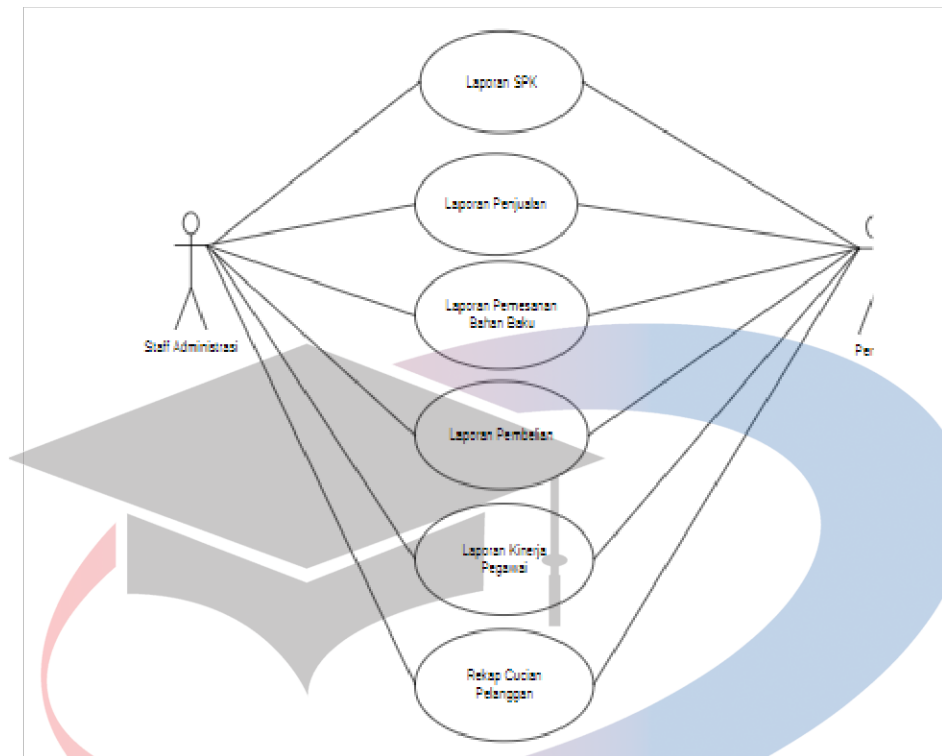 Laporan SPK
Laporan Penjualan
Laporan Pemesanan
Bahan Baku
Staff Administrasi
Laporan Pembelian
Laporan Kinerja
Pegawai
Rekap Cucian
Pelanggan